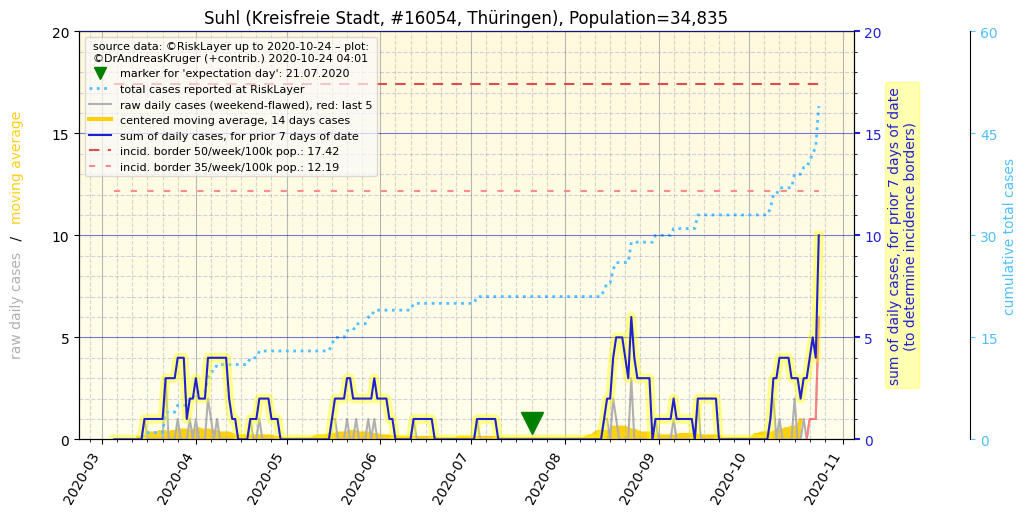 Suhl (Kreisfreie Stadt, #16054, Thüringen), Population=34,835
source data: ©RiskLayer up to 2020-10-24 – plot:
©DrAndreasKruger (+contrib.) 2020-10-24 04:01
marker for 'expectation day': 21.07.2020
total cases reported at RiskLayer
raw daily cases (weekend-flawed), red: last 5
centered moving average, 14 days cases
sum of daily cases, for prior 7 days of date
incid. border 50/week/100k pop.: 17.42
incid. border 35/week/100k pop.: 12.19
raw daily cases / moving average
20
15
10
5
0
20
15
10
5
0
sum of daily cases, for prior 7 days of date
(to determine incidence borders)
60
45
30
15
0
cumulative total cases
2020-03
2020-04
2020-05
2020-06
2020-07
2020-08
2020-09
2020-10
2020-11